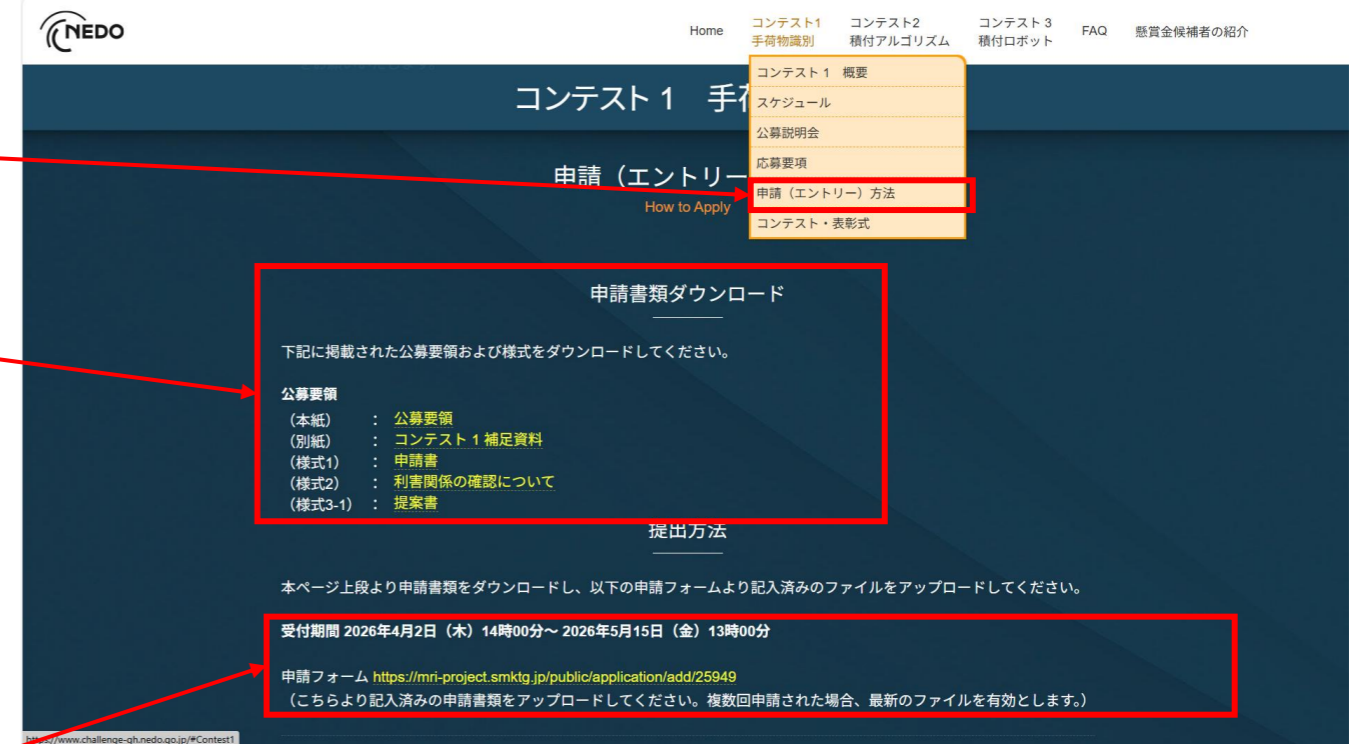 NEDO
Home
コンテスト1
手荷物識別
コンテスト2
積付アルゴリズム
コンテスト 3
積付ロボット
FAQ
懸賞金候補者の紹介
コンテスト 1　概要
スケジュール
公募説明会
応募要項
申請（エントリー）方法
コンテスト・表彰式
コンテスト 1　手
申請（エントリー
How to Apply
申請書類ダウンロード
下記に掲載された公募要領および様式をダウンロードしてください。
公募要領
（本紙）　：　公募要領
（別紙）　：　コンテスト 1 補足資料
（様式1）　：　申請書
（様式2）　：　利害関係の確認について
（様式3-1）　：　提案書
提出方法
本ページ上段より申請書類をダウンロードし、以下の申請フォームより記入済みのファイルをアップロードしてください。
受付期間 2026年4月2日（木）14時00分～ 2026年5月15日（金）13時00分
申請フォーム https://mri-project.smktg.jp/public/application/add/25949
（こちらより記入済みの申請書類をアップロードしてください。複数回申請された場合、最新のファイルを有効とします。）
https://www.challenge-qh.nedo.go.jp/#Contest1